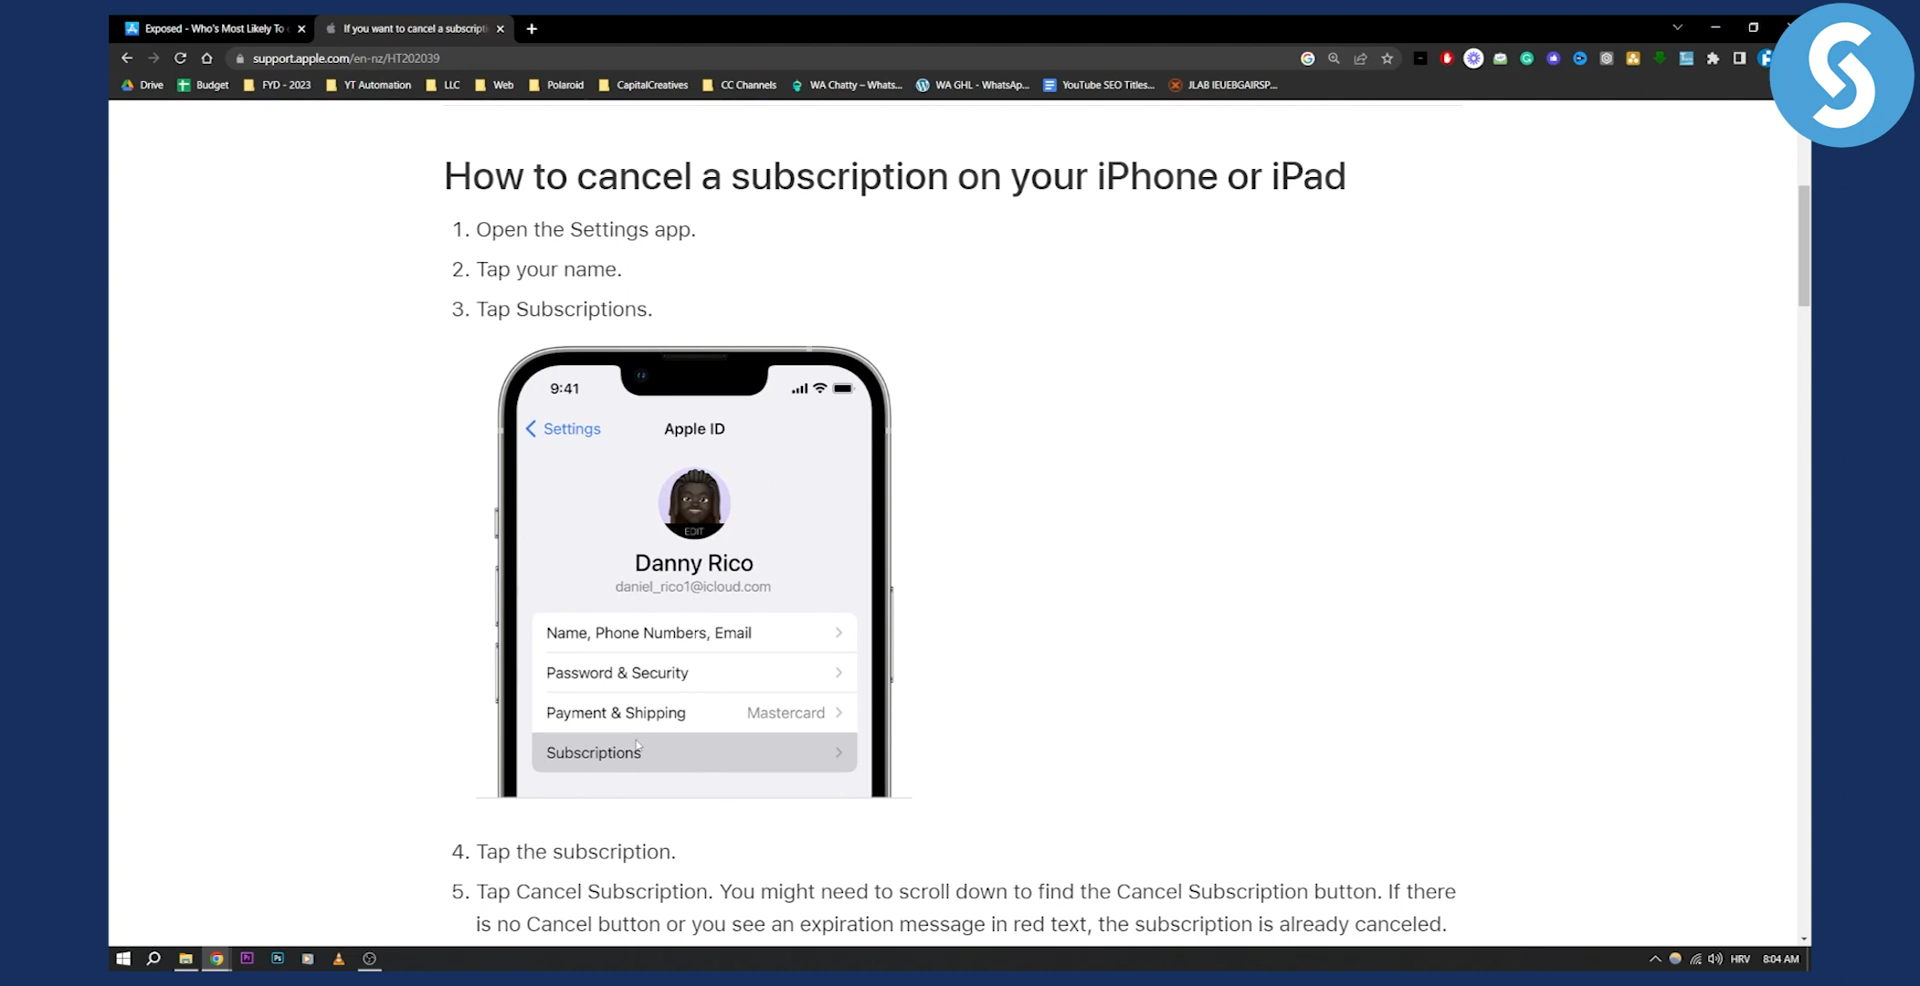 Exposed - Who's Most Likely To
If you want to cancel a subscripti
support.apple.com/en-nz/HT202039
Drive Budget FYD - 2023 YT Automation LLC Web Polaroid CapitalCreatives CC Channels WA Chatty – Whats... WA GHL - WhatsAp... YouTube SEO Titles... JLAB IEUEBGAIRSP...
How to cancel a subscription on your iPhone or iPad
1. Open the Settings app.
2. Tap your name.
3. Tap Subscriptions.
9:41
Settings Apple ID
EDIT
Danny Rico
daniel_rico1@icloud.com
Name, Phone Numbers, Email
Password & Security
Payment & Shipping Mastercard
Subscriptions
4. Tap the subscription.
5. Tap Cancel Subscription. You might need to scroll down to find the Cancel Subscription button. If there
is no Cancel button or you see an expiration message in red text, the subscription is already canceled.
HRV 8:04 AM